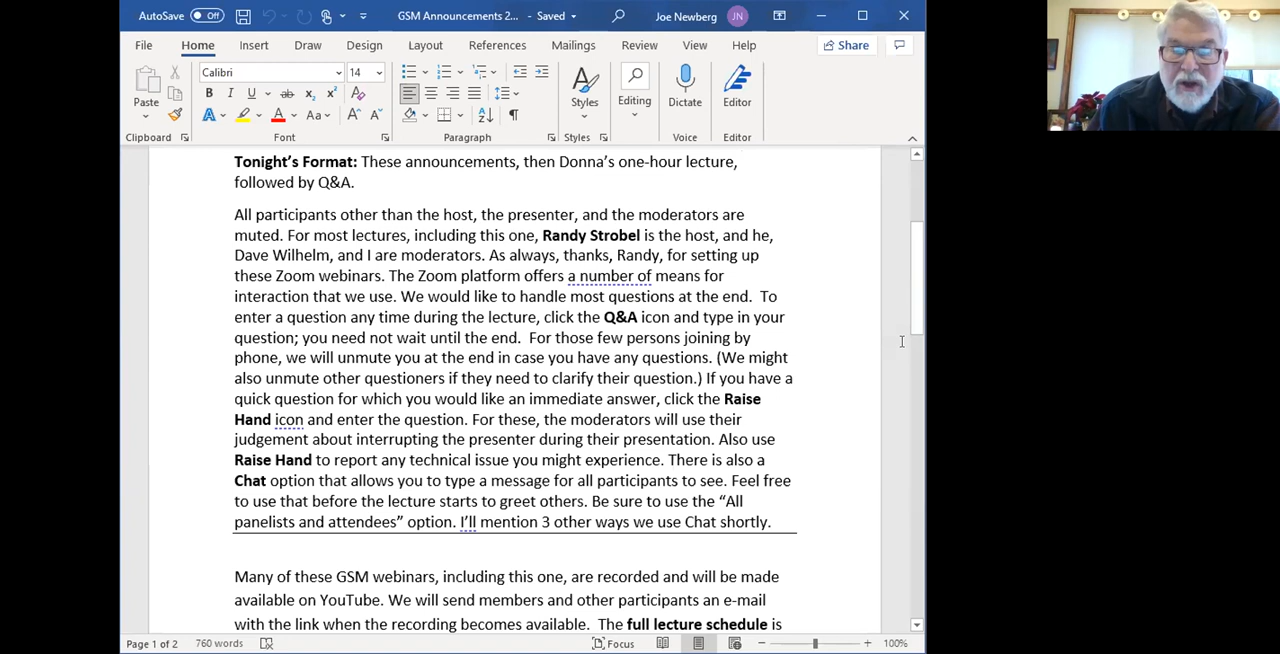 AutoSave Off GSM Announcements 2... - Saved Joe Newberg JN
File Home Insert Draw Design Layout References Mailings Review View Help Share
Calibri 14
Paste Styles Editing Dictate Editor
B I U ab x₂ x² A
A A Aa A A A Z ¶
Clipboard Font Paragraph Styles Voice Editor
Tonight's Format: These announcements, then Donna's one-hour lecture,
followed by Q&A.
All participants other than the host, the presenter, and the moderators are
muted. For most lectures, including this one, Randy Strobel is the host, and he,
Dave Wilhelm, and I are moderators. As always, thanks, Randy, for setting up
these Zoom webinars. The Zoom platform offers a number of means for
interaction that we use. We would like to handle most questions at the end. To
enter a question any time during the lecture, click the Q&A icon and type in your
question; you need not wait until the end. For those few persons joining by
phone, we will unmute you at the end in case you have any questions. (We might
also unmute other questioners if they need to clarify their question.) If you have a
quick question for which you would like an immediate answer, click the Raise
Hand icon and enter the question. For these, the moderators will use their
judgement about interrupting the presenter during their presentation. Also use
Raise Hand to report any technical issue you might experience. There is also a
Chat option that allows you to type a message for all participants to see. Feel free
to use that before the lecture starts to greet others. Be sure to use the “All
panelists and attendees” option. I'll mention 3 other ways we use Chat shortly.
Many of these GSM webinars, including this one, are recorded and will be made
available on YouTube. We will send members and other participants an e-mail
with the link when the recording becomes available. The full lecture schedule is
Page 1 of 2 760 words Focus 100%